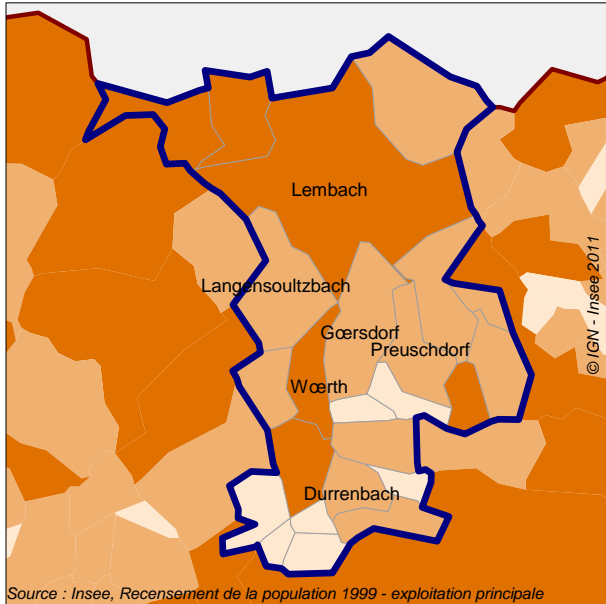 Lembach
Langensoultzbach
Gœrsdorf
Preuschdorf
Wœrth
Durrenbach
© IGN - Insee 2011
Source : Insee, Recensement de la population 1999 - exploitation principale